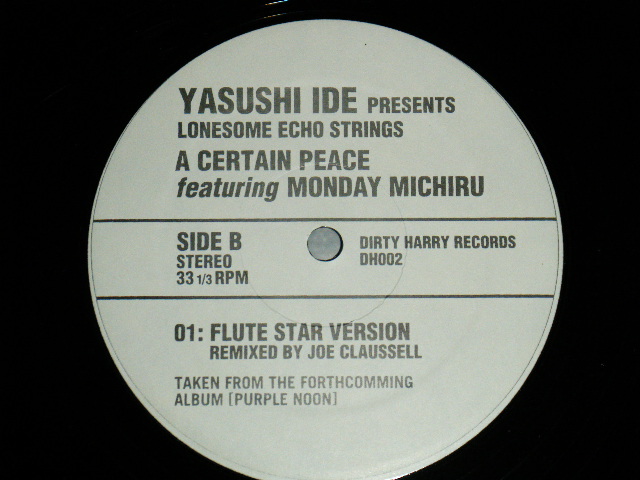 YASUSHI IDE PRESENTS
LONESOME ECHO STRINGS
A CERTAIN PEACE
featuring MONDAY MICHIRU
SIDE B
STEREO
33 1/3 RPM
DIRTY HARRY RECORDS
DH002
01: FLUTE STAR VERSION
REMIXED BY JOE CLAUSSELL
TAKEN FROM THE FORTHCOMMING
ALBUM [PURPLE NOON]